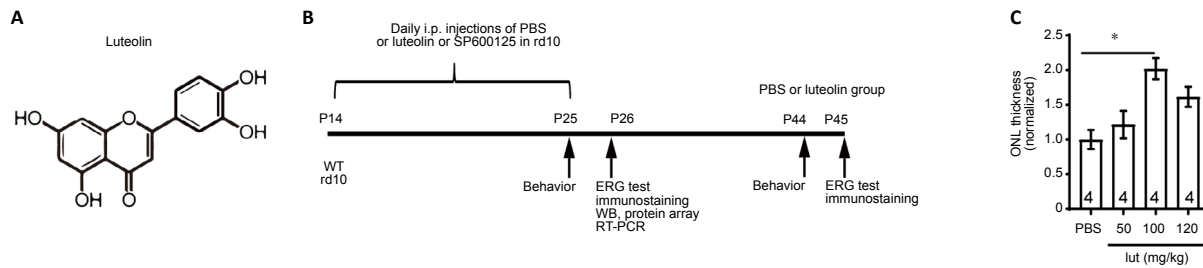 A
Luteolin
OH
OH
HO
O
OH
O
B
Daily i.p. injections of PBS
or luteolin or SP600125 in rd10
PBS or luteolin group
P14
P25
P26
P44
P45
WT
rd10
Behavior
ERG test
immunostaining
WB, protein array
RT-PCR
Behavior
ERG test
immunostaining
C
ONL thickness
(normalized)
2.5
2.0
1.5
1.0
0.5
0
*
4
4
4
4
PBS
50
100
120
lut (mg/kg)